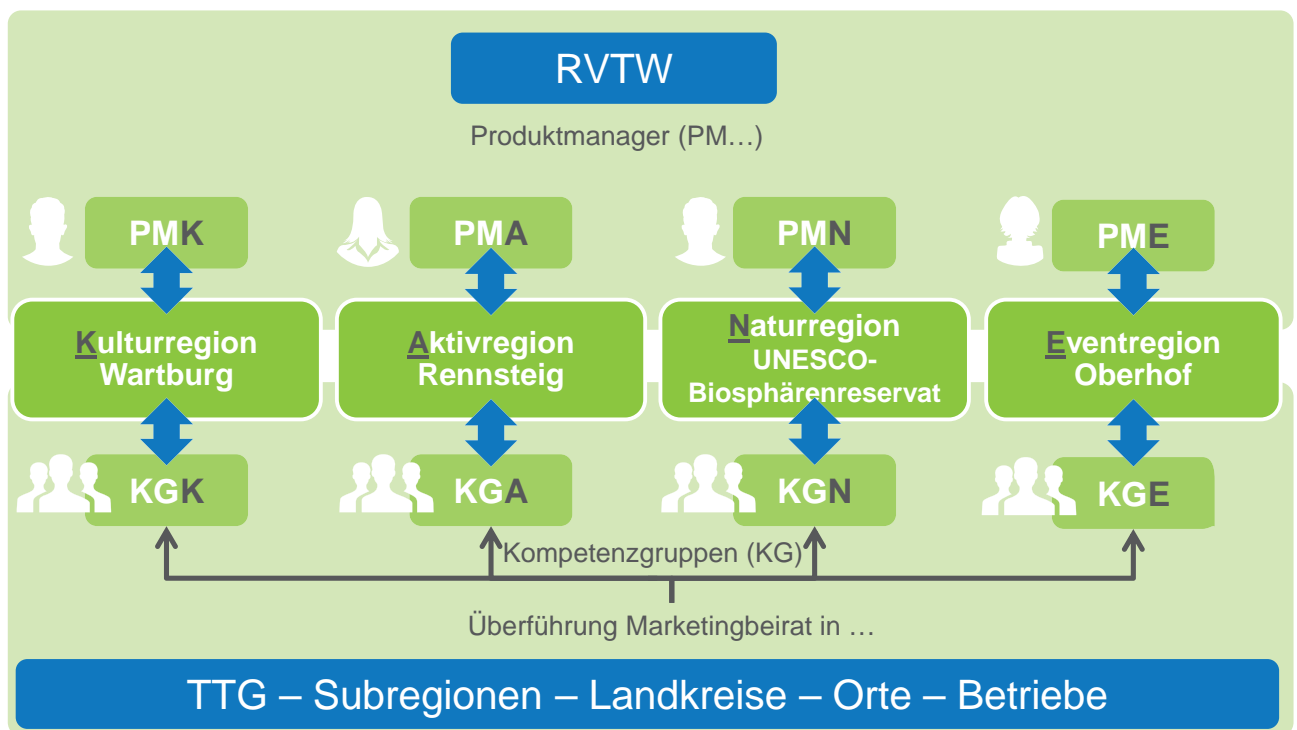 RVTW
Produktmanager (PM…)
PMK
PMA
PMN
PME
Kulturregion
Wartburg
Aktivregion
Rennsteig
Naturregion
UNESCO-
Biosphärenreservat
Eventregion
Oberhof
KGK
KGA
KGN
KGE
Kompetenzgruppen (KG)
Überführung Marketingbeirat in …
TTG – Subregionen – Landkreise – Orte – Betriebe